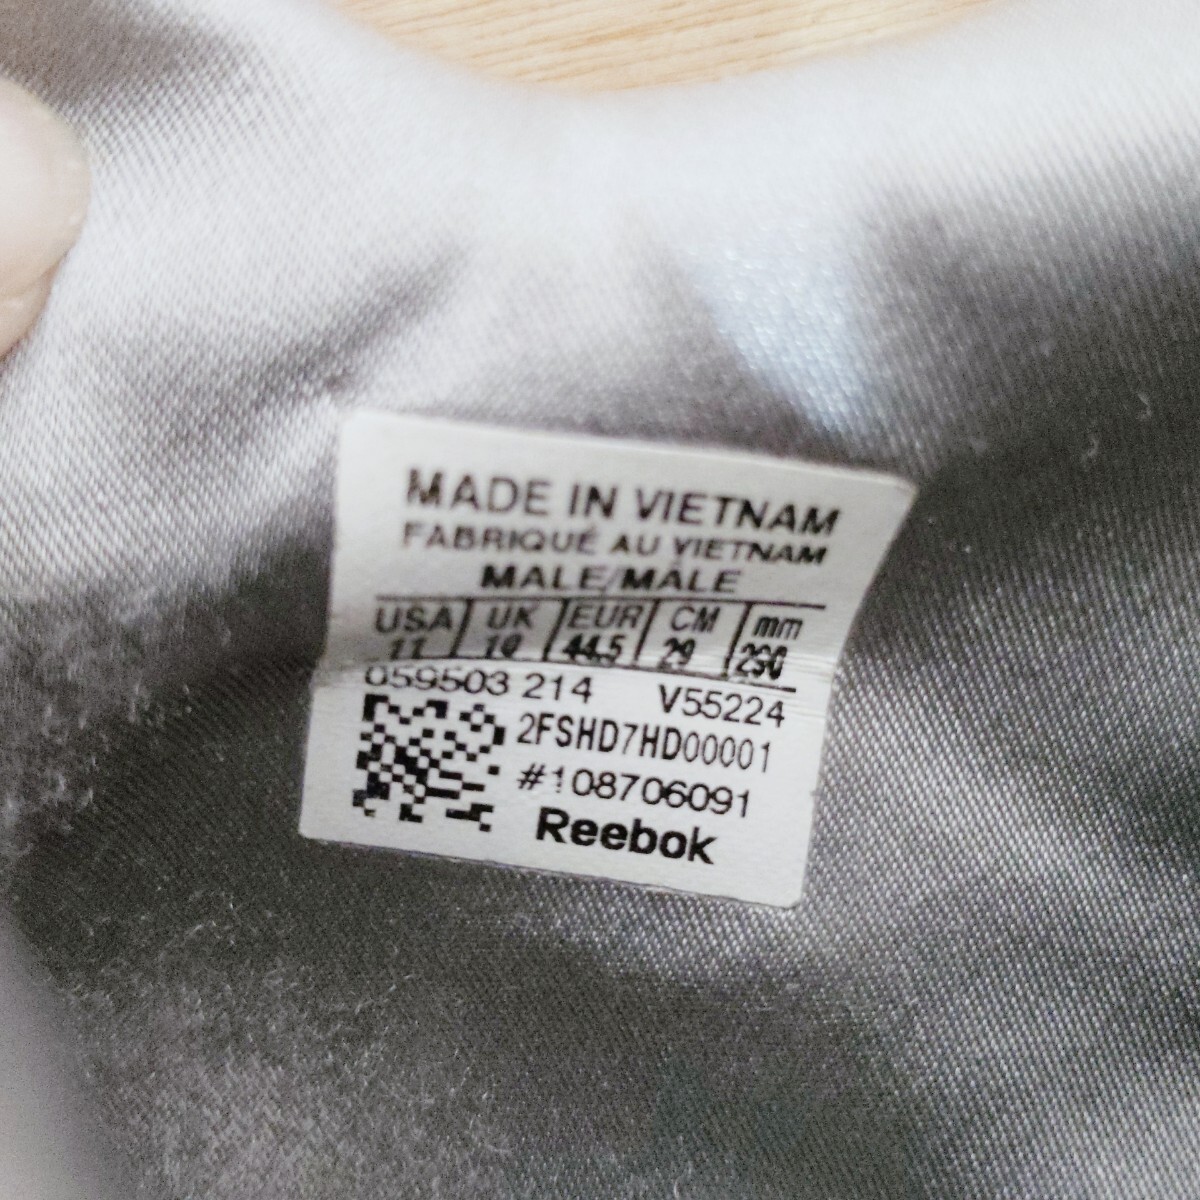 MADE IN VIETNAM
FABRIQUÉ AU VIETNAM
MALE/MÂLE
USA UK EUR CM mm
11 10 44.5 29 290
059503 214 V55224
2FSHD7HD00001
#108706091
Reebok